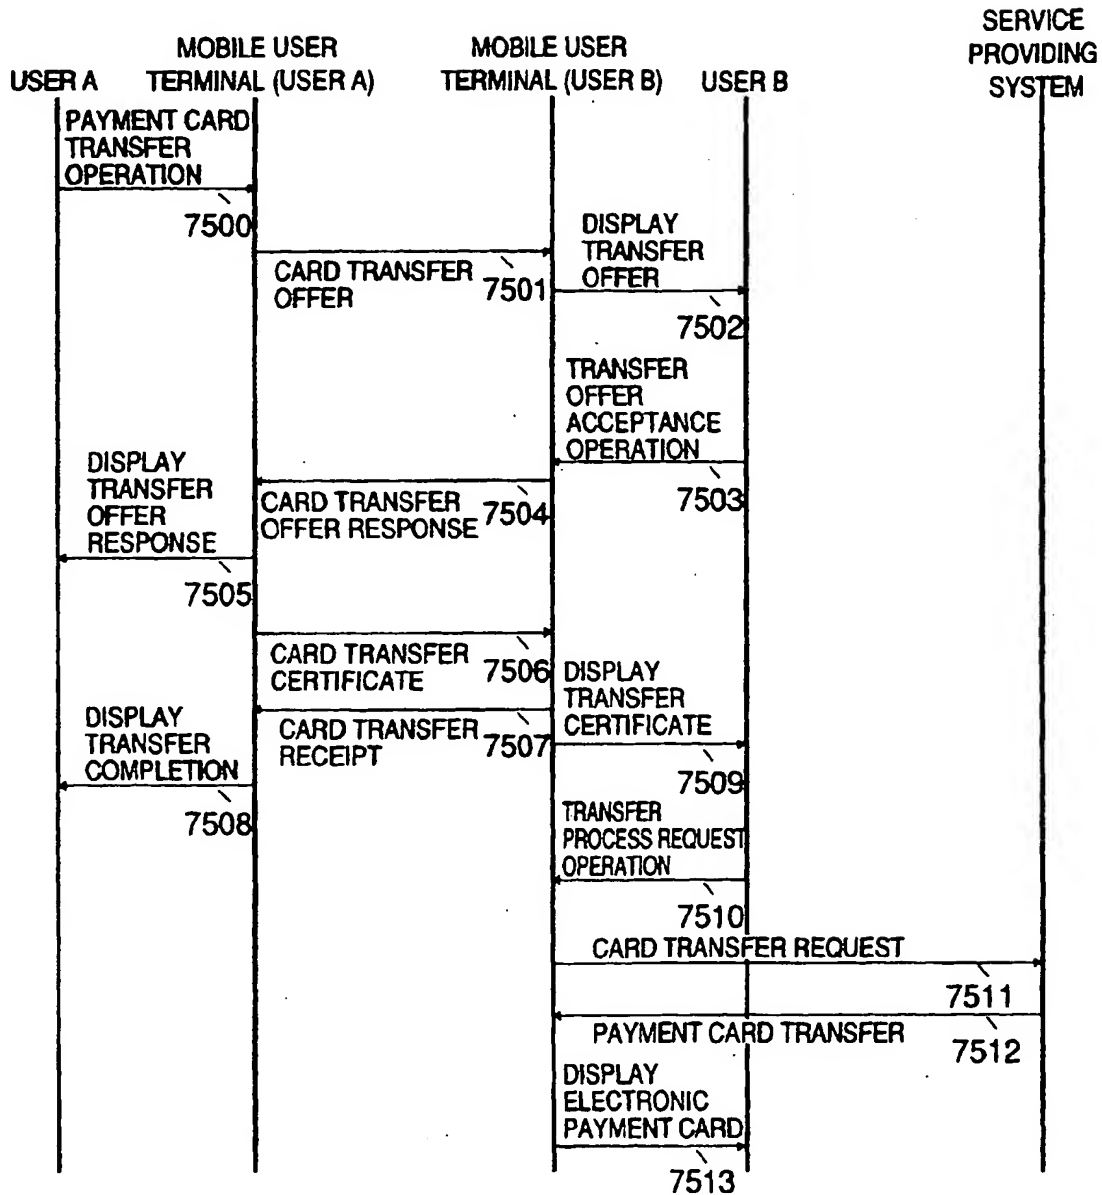 SERVICE
PROVIDING
SYSTEM
MOBILE USER
TERMINAL (USER A)
MOBILE USER
TERMINAL (USER B)
USER A
USER B
PAYMENT CARD
TRANSFER
OPERATION
7500
CARD TRANSFER
OFFER
7501
DISPLAY
TRANSFER
OFFER
7502
TRANSFER
OFFER
ACCEPTANCE
OPERATION
7503
CARD TRANSFER
OFFER RESPONSE
7504
DISPLAY
TRANSFER
OFFER
RESPONSE
7505
CARD TRANSFER
CERTIFICATE
7506
CARD TRANSFER
RECEIPT
7507
DISPLAY
TRANSFER
COMPLETION
7508
DISPLAY
TRANSFER
CERTIFICATE
7509
TRANSFER
PROCESS REQUEST
OPERATION
7510
CARD TRANSFER REQUEST
7511
PAYMENT CARD TRANSFER
7512
DISPLAY
ELECTRONIC
PAYMENT CARD
7513